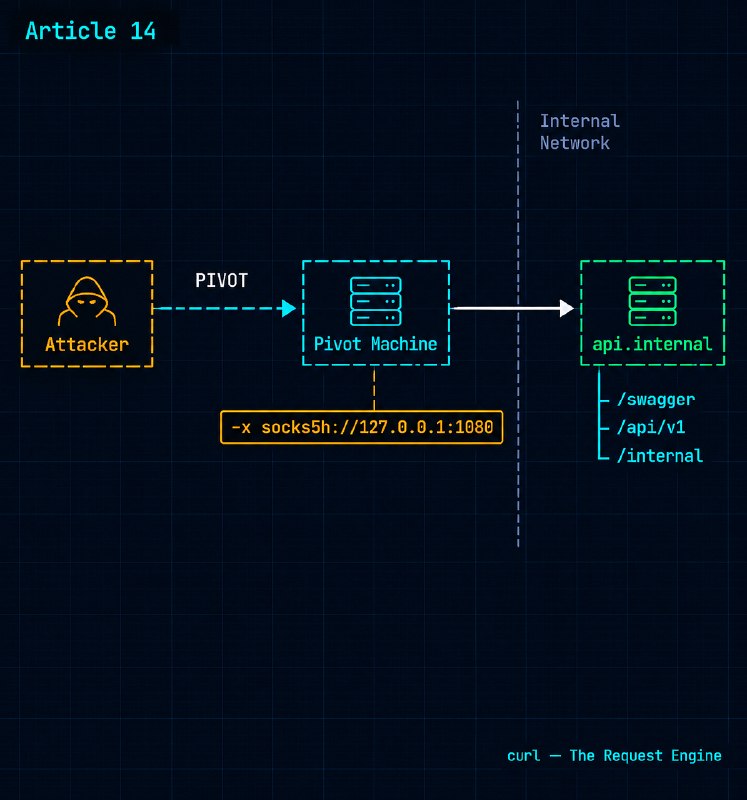 Article 14
Internal
Network
PIVOT
Attacker
Pivot Machine
api.internal
-x socks5h://127.0.0.1:1080
/swagger
/api/v1
/internal
curl — The Request Engine